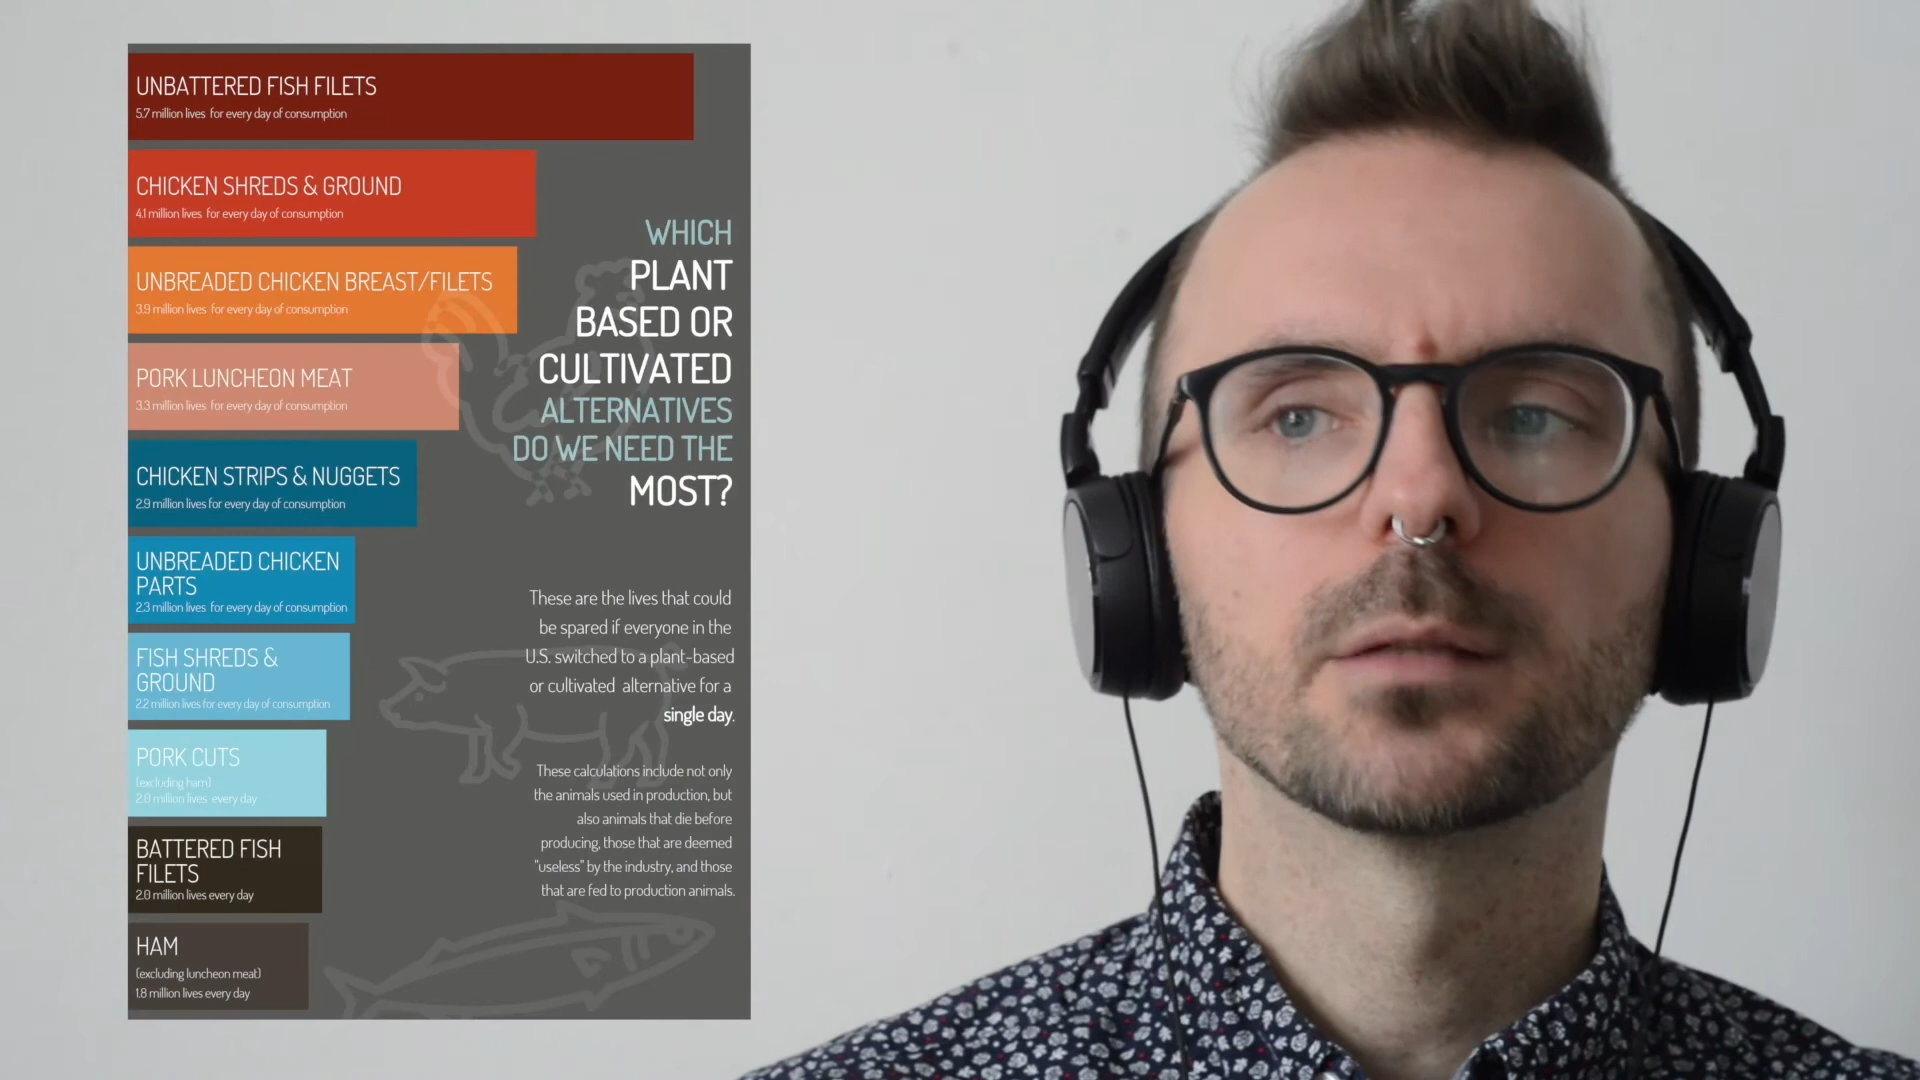 UNBATTERED FISH FILETS
5.7 million lives for every day of consumption
CHICKEN SHREDS & GROUND
4.1 million lives for every day of consumption
UNBREADED CHICKEN BREAST/FILETS
3.9 million lives for every day of consumption
PORK LUNCHEON MEAT
3.3 million lives for every day of consumption
CHICKEN STRIPS & NUGGETS
2.9 million lives for every day of consumption
UNBREADED CHICKEN
PARTS
2.3 million lives for every day of consumption
FISH SHREDS &
GROUND
2.2 million lives for every day of consumption
PORK CUTS
(excluding ham)
2.0 million lives every day
BATTERED FISH
FILETS
2.0 million lives every day
HAM
(excluding luncheon meat)
1.8 million lives every day
WHICH
PLANT
BASED OR
CULTIVATED
ALTERNATIVES
DO WE NEED THE
MOST?
These are the lives that could
be spared if everyone in the
U.S. switched to a plant-based
or cultivated alternative for a
single day.
These calculations include not only
the animals used in production, but
also animals that die before
producing, those that are deemed
"useless" by the industry, and those
that are fed to production animals.